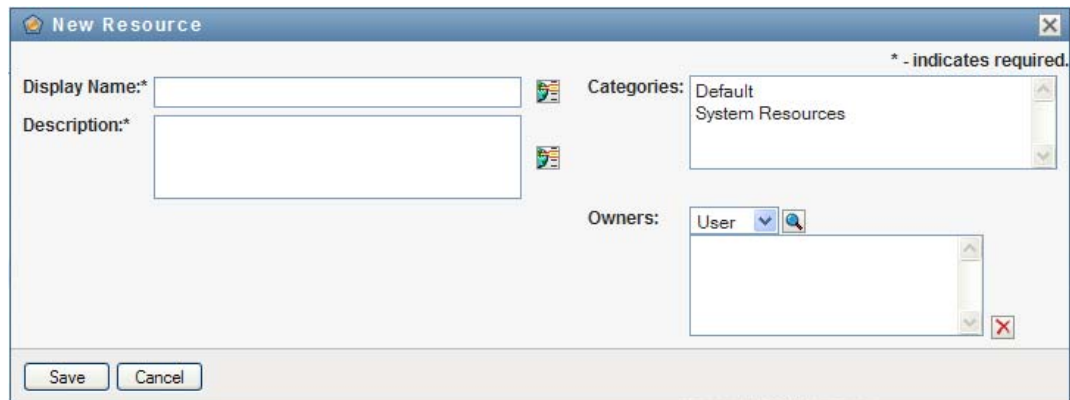 New Resource
* - indicates required.
Display Name:*
Description:*
Categories:
Default
System Resources
Owners:
User
Save
Cancel